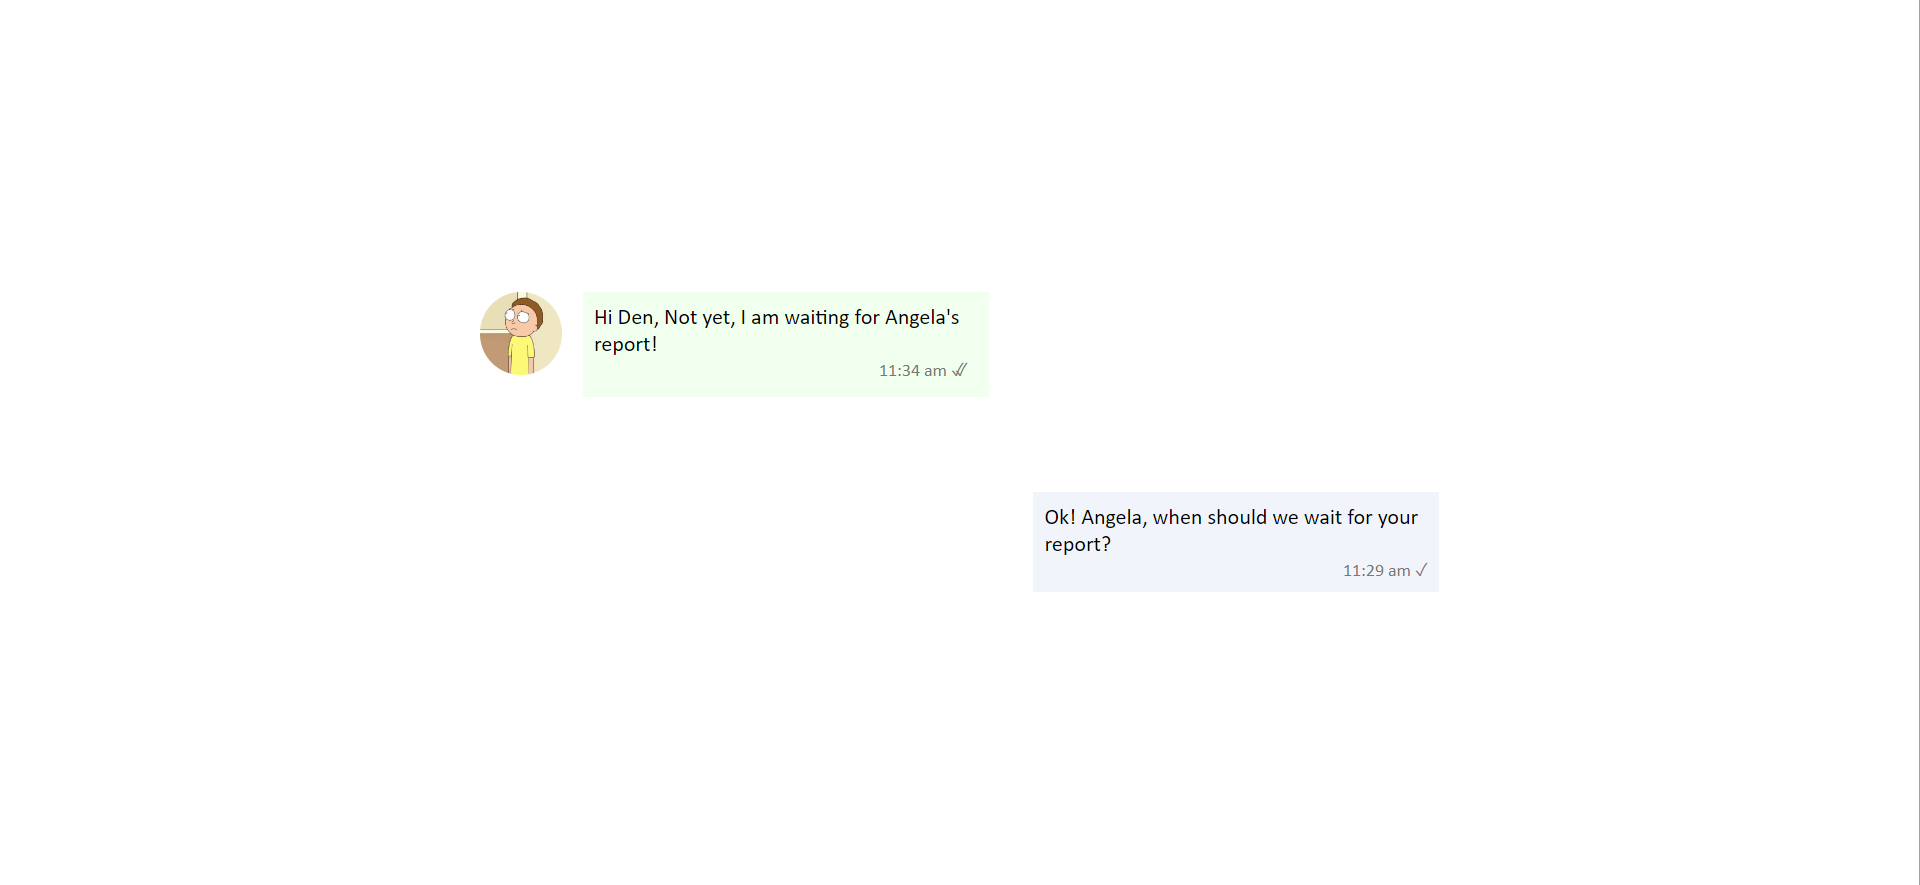 Hi Den, Not yet, I am waiting for Angela's
report!
11:34 am ✓✓
Ok! Angela, when should we wait for your
report?
11:29 am ✓